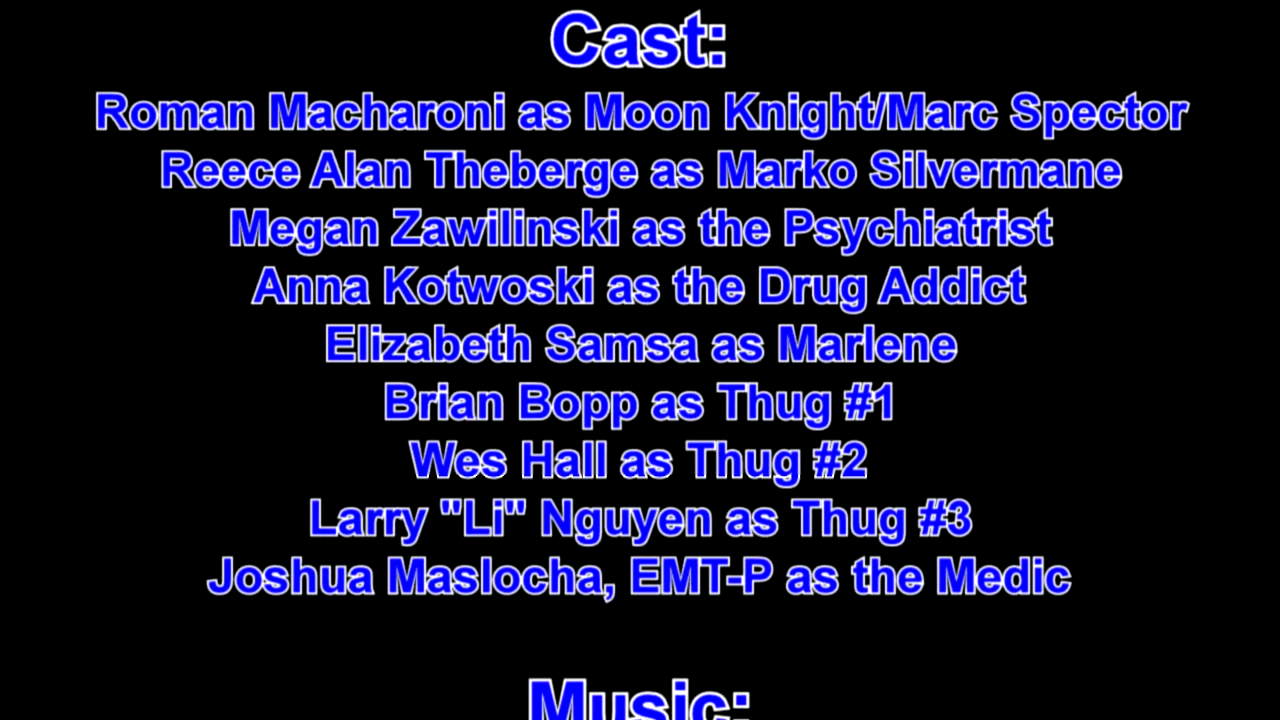 Cast:
Roman Macharoni as Moon Knight/Marc Spector
Reece Alan Theberge as Marko Silvermane
Megan Zawilinski as the Psychiatrist
Anna Kotwoski as the Drug Addict
Elizabeth Samsa as Marlene
Brian Bopp as Thug #1
Wes Hall as Thug #2
Larry "Li" Nguyen as Thug #3
Joshua Maslocha, EMT-P as the Medic
Music: